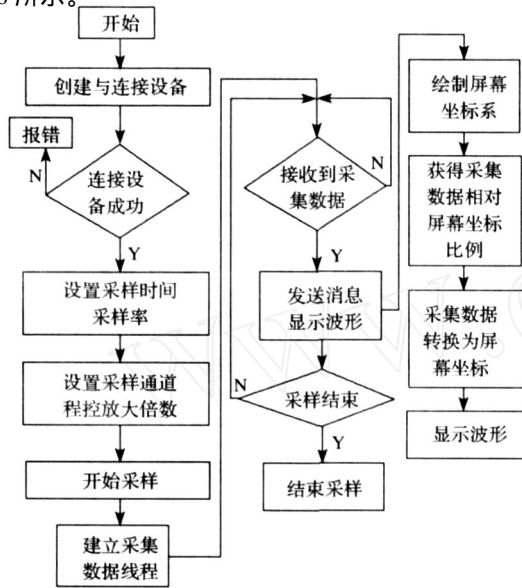 所示。
开始
创建与连接设备
报错
N
连接设
备成功
Y
设置采样时间
采样率
设置采样通道
程控放大倍数
开始采样
建立采集
数据线程
接收到采
集数据
N
Y
发送消息
显示波形
N
采样结束
Y
结束采样
绘制屏幕
坐标系
获得采集
数据相对
屏幕坐标
比例
采集数据
转换为屏
幕坐标
显示波形